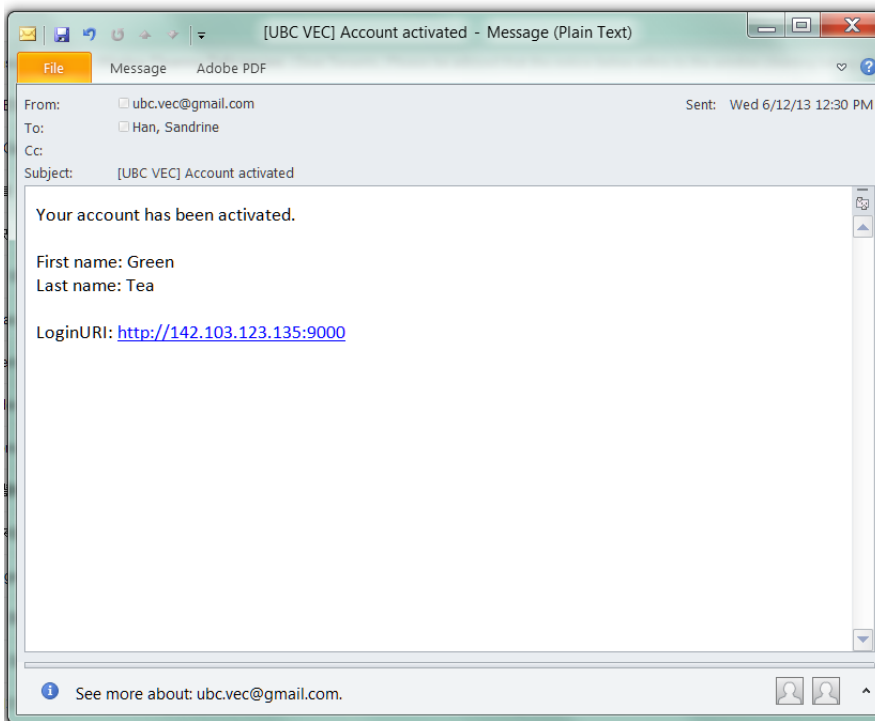 [UBC VEC] Account activated - Message (Plain Text)
File Message Adobe PDF
From: ubc.vec@gmail.com Sent: Wed 6/12/13 12:30 PM
To: Han, Sandrine
Cc:
Subject: [UBC VEC] Account activated
Your account has been activated.
First name: Green
Last name: Tea
LoginURI: http://142.103.123.135:9000
See more about: ubc.vec@gmail.com.